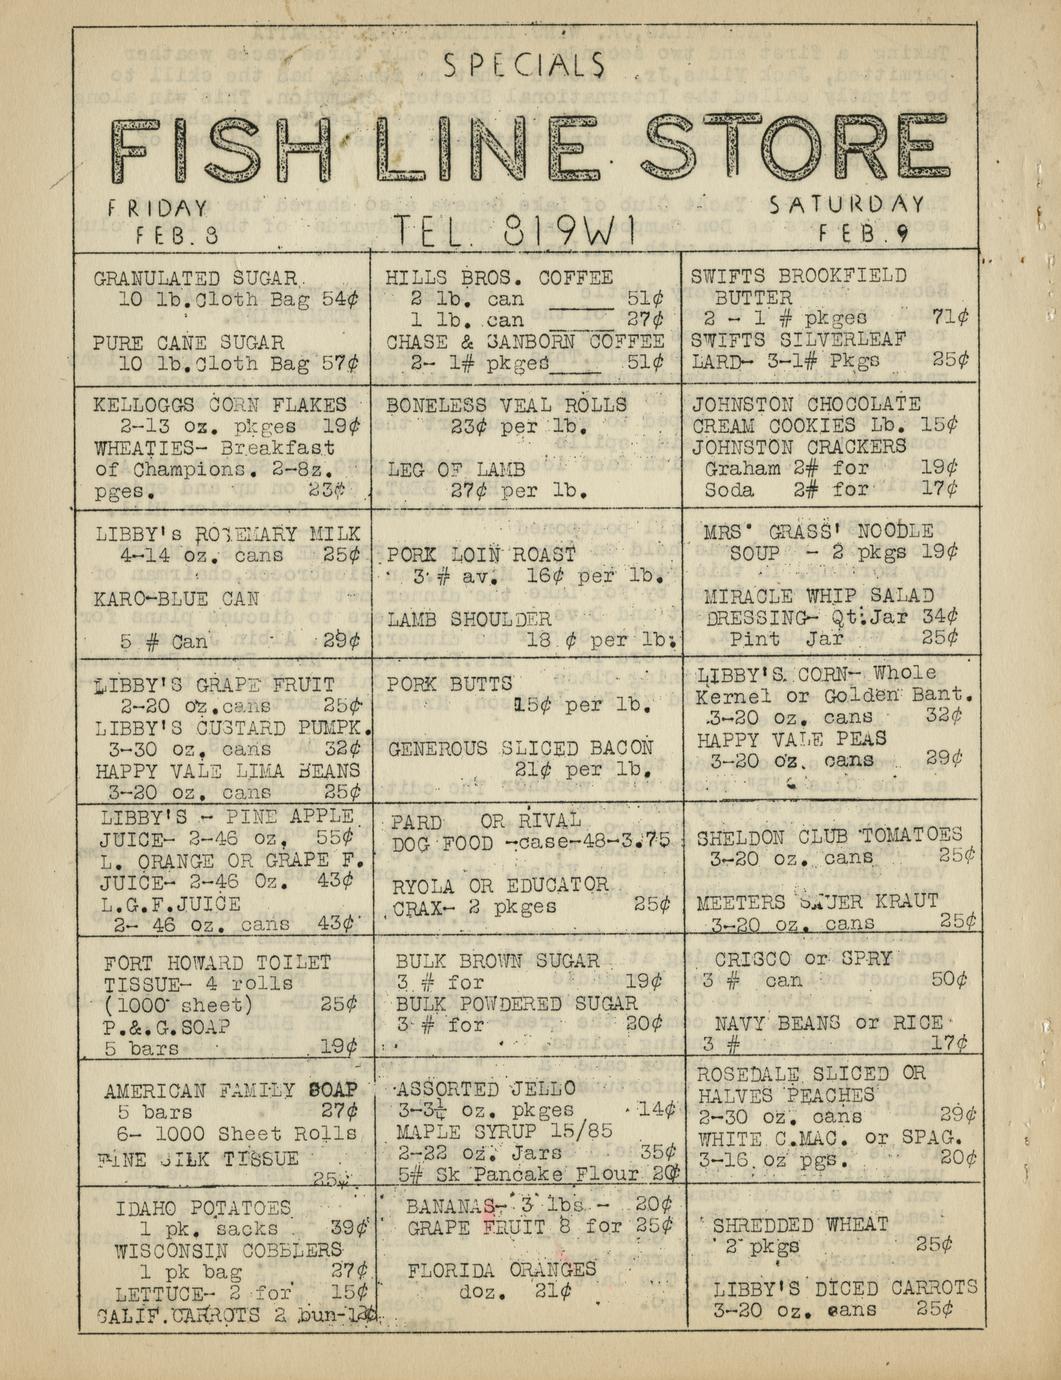 SPECIALS
FISH LINE STORE
FRIDAY
FEB. 8
TEL. 819W1
SATURDAY
FEB. 9
GRANULATED SUGAR
10 lb. Cloth Bag 54¢
PURE CANE SUGAR
10 lb. Cloth Bag 57¢
HILLS BROS. COFFEE
2 lb. can ____ 51¢
1 lb. can ____ 27¢
CHASE & SANBORN COFFEE
2- 1# pkges____ 51¢
SWIFTS BROOKFIELD
BUTTER
2 - 1 # pkges 71¢
SWIFTS SILVERLEAF
LARD- 3-1# Pkgs 25¢
KELLOGGS CORN FLAKES
2-13 oz. pkges 19¢
WHEATIES- Breakfast
of Champions. 2-8z.
pges. 23¢
BONELESS VEAL ROLLS
23¢ per lb.
LEG OF LAMB
27¢ per lb.
JOHNSTON CHOCOLATE
CREAM COOKIES Lb. 15¢
JOHNSTON CRACKERS
Graham 2# for 19¢
Soda 2# for 17¢
LIBBY's ROSEMARY MILK
4-14 oz. cans 25¢
KARO-BLUE CAN
5 # Can 29¢
PORK LOIN ROAST
3 # av. 16¢ per lb.
LAMB SHOULDER
18 ¢ per lb.
MRS' GRASS' NOODLE
SOUP - 2 pkgs 19¢
MIRACLE WHIP SALAD
DRESSING- Qt. Jar 34¢
Pint Jar 25¢
LIBBY'S GRAPE FRUIT
2-20 oz. cans 25¢
LIBBY'S CUSTARD PUMPK.
3-30 oz. cans 32¢
HAPPY VALE LIMA BEANS
3-20 oz. cans 25¢
PORK BUTTS
15¢ per lb.
GENEROUS SLICED BACON
21¢ per lb.
LIBBY'S CORN- Whole
Kernel or Golden Bant.
3-20 oz. cans 32¢
HAPPY VALE PEAS
3-20 oz. cans 29¢
LIBBY'S - PINE APPLE
JUICE- 2-46 oz. 55¢
L. ORANGE OR GRAPE F.
JUICE- 2-46 Oz. 43¢
L.G.F.JUICE
2- 46 oz. cans 43¢
PARD OR RIVAL
DOG FOOD -case-48-3.75
RYOLA OR EDUCATOR
CRAX- 2 pkges 25¢
SHELDON CLUB TOMATOES
3-20 oz. cans 25¢
MEETERS SAUER KRAUT
3-20 oz. cans 25¢
FORT HOWARD TOILET
TISSUE- 4 rolls
(1000 sheet) 25¢
P.&.G.SOAP
5 bars 19¢
BULK BROWN SUGAR
3 # for 19¢
BULK POWDERED SUGAR
3 # for 20¢
CRISCO or SPRY
3 # can 50¢
NAVY BEANS or RICE
3 # 17¢
AMERICAN FAMILY SOAP
5 bars 27¢
6- 1000 Sheet Rolls
FINE SILK TISSUE
25¢
ASSORTED JELLO
3-3½ oz. pkges 14¢
MAPLE SYRUP 15/85
2-22 oz. Jars 35¢
5# Sk Pancake Flour 20¢
ROSEDALE SLICED OR
HALVES PEACHES
2-30 oz. cans 29¢
WHITE C.MAC. or SPAG.
3-16 oz pgs. 20¢
IDAHO POTATOES
1 pk. sacks 39¢
WISCONSIN COBBLERS
1 pk bag 27¢
LETTUCE- 2 for 15¢
CALIF.CARROTS 2 bun-
BANANAS- 3 lbs - 20¢
GRAPE FRUIT 8 for 25¢
FLORIDA ORANGES
doz. 21¢
SHREDDED WHEAT
2 pkgs 25¢
LIBBY'S DICED CARROTS
3-20 oz. cans 25¢